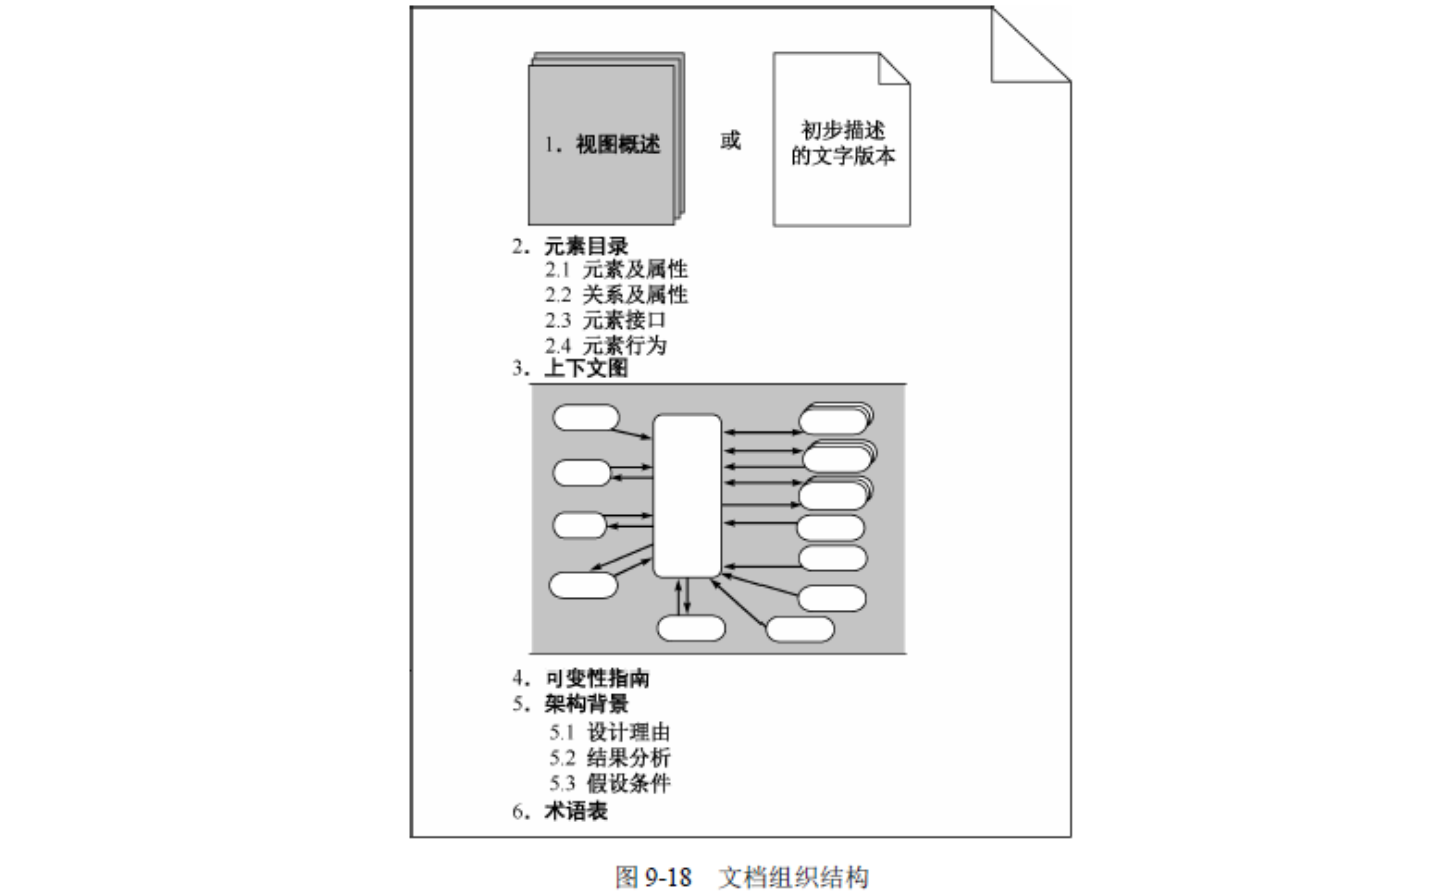 1．视图概述
或
初步描述
的文字版本
2．元素目录
2.1 元素及属性
2.2 关系及属性
2.3 元素接口
2.4 元素行为
3．上下文图
4．可变性指南
5．架构背景
5.1 设计理由
5.2 结果分析
5.3 假设条件
6．术语表
图 9-18 文档组织结构